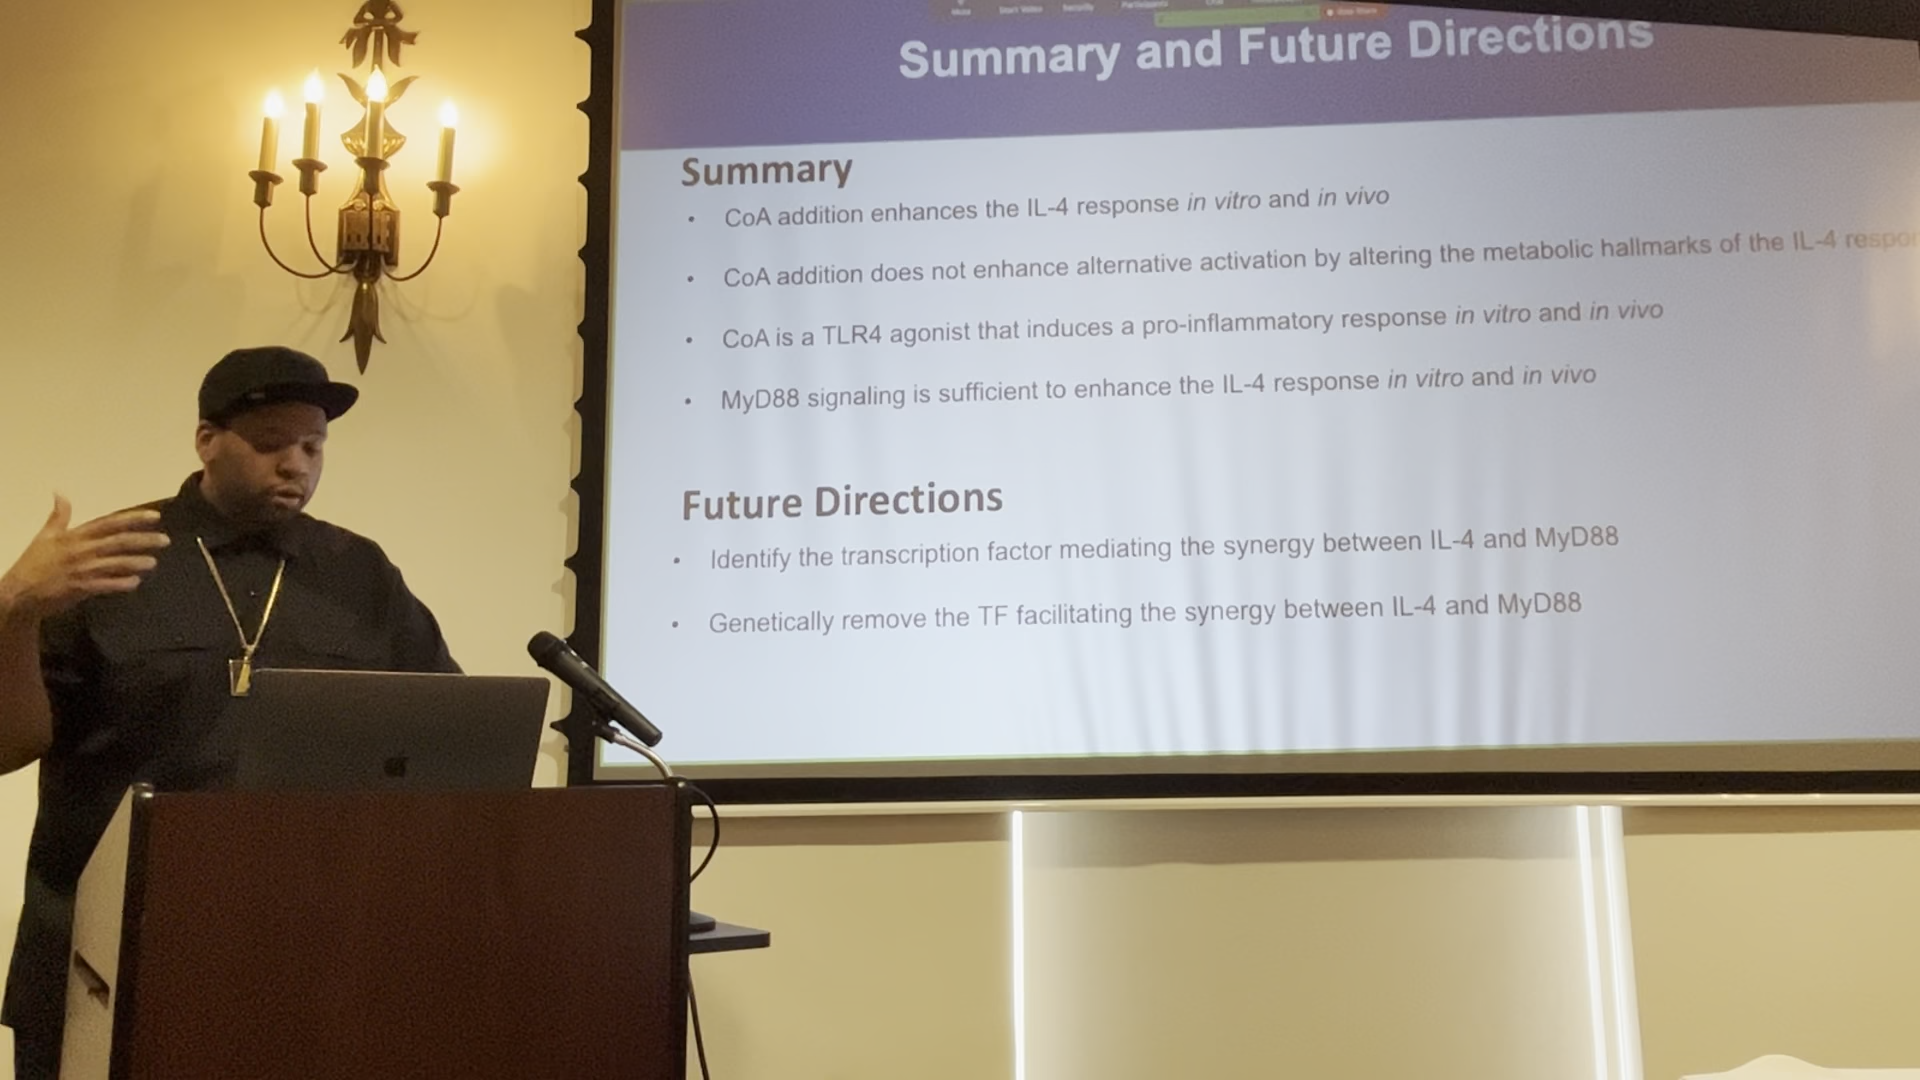 Summary and Future Directions
Summary
• CoA addition enhances the IL-4 response in vitro and in vivo
• CoA addition does not enhance alternative activation by altering the metabolic hallmarks of the IL-4
• CoA is a TLR4 agonist that induces a pro-inflammatory response in vitro and in vivo
• MyD88 signaling is sufficient to enhance the IL-4 response in vitro and in vivo
Future Directions
• Identify the transcription factor mediating the synergy between IL-4 and MyD88
• Genetically remove the TF facilitating the synergy between IL-4 and MyD88